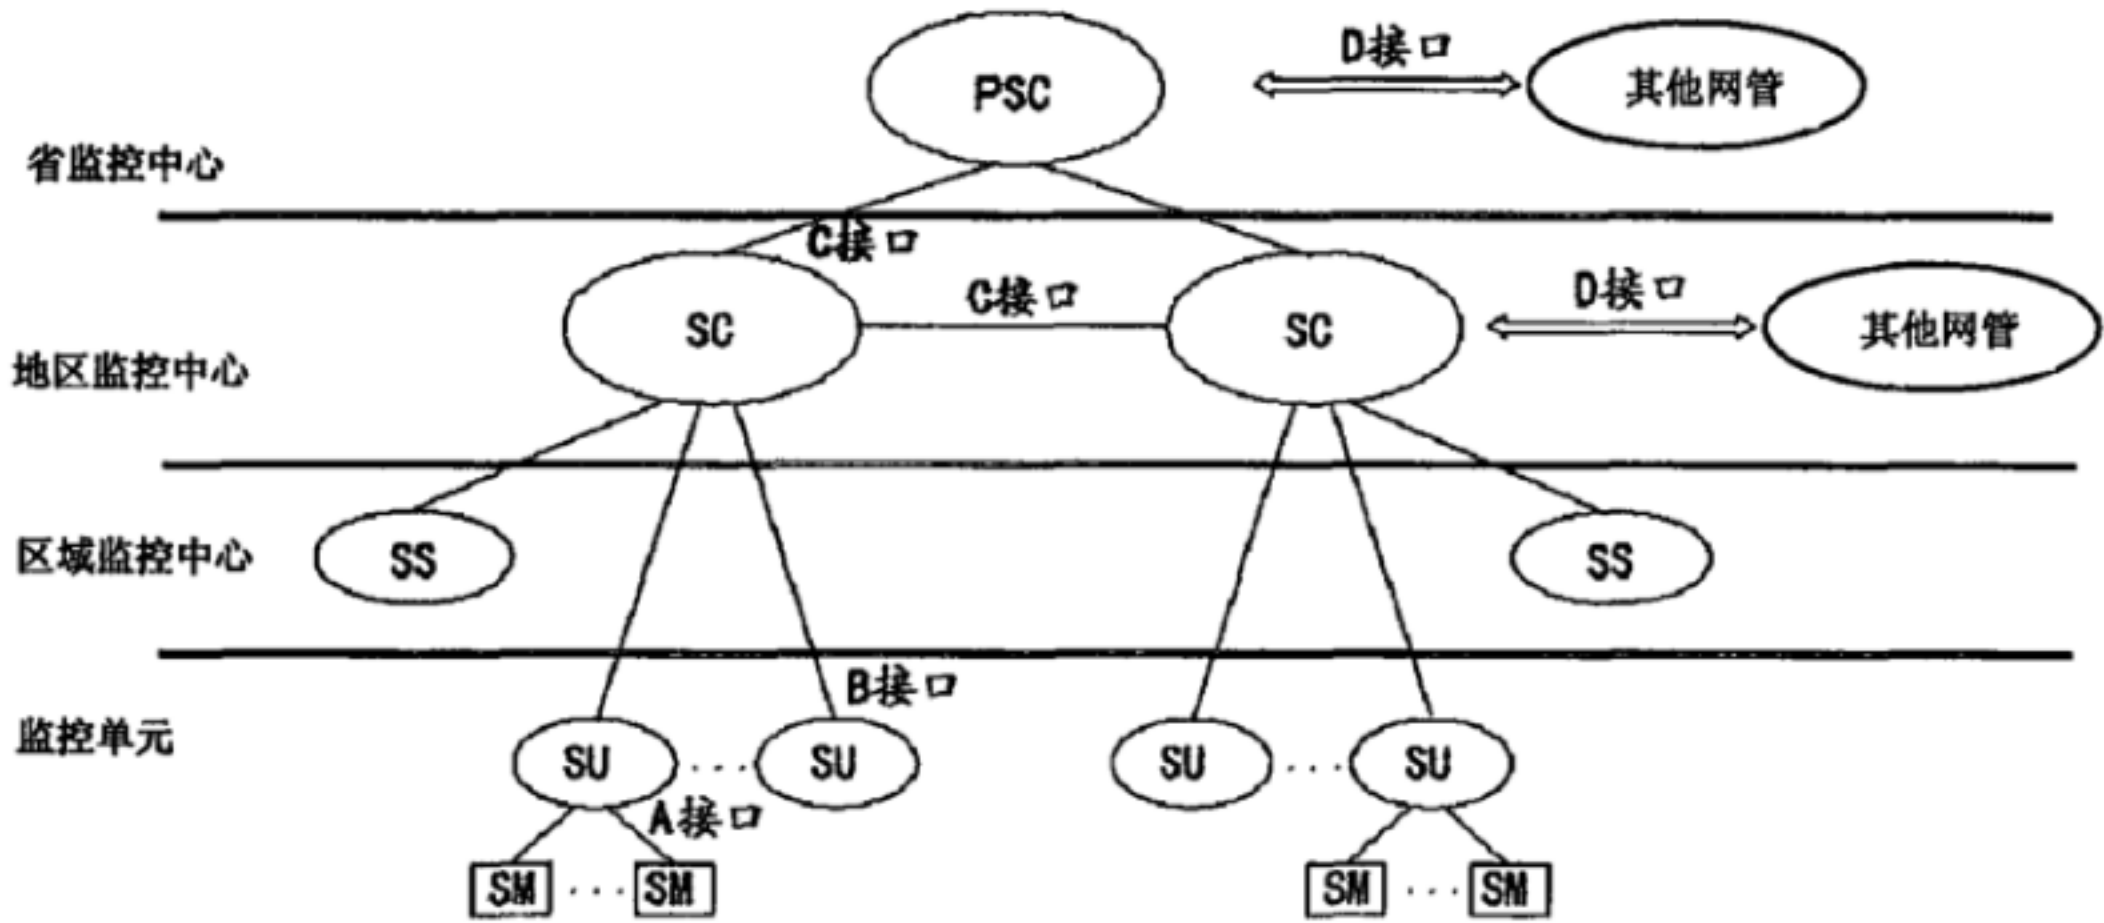 D接口
PSC
其他网管
省监控中心
C接口
C接口
D接口
SC
SC
其他网管
地区监控中心
区域监控中心
SS
SS
B接口
监控单元
SU
...
SU
SU
...
SU
A接口
SM
...
SM
SM
...
SM